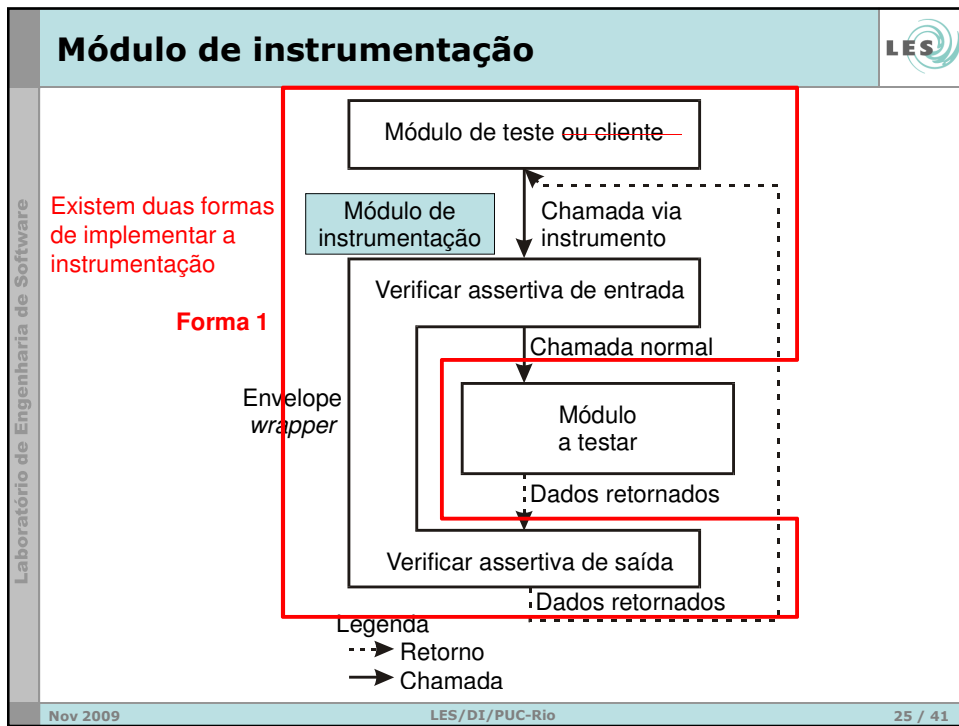 Módulo de instrumentação
LES
Laboratório de Engenharia de Software
Módulo de teste ou cliente
Existem duas formas
de implementar a
instrumentação
Forma 1
Módulo de
instrumentação
Chamada via
instrumento
Verificar assertiva de entrada
Chamada normal
Envelope
wrapper
Módulo
a testar
Dados retornados
Verificar assertiva de saída
Dados retornados
Legenda
Retorno
Chamada
Nov 2009
LES/DI/PUC-Rio
25 / 41